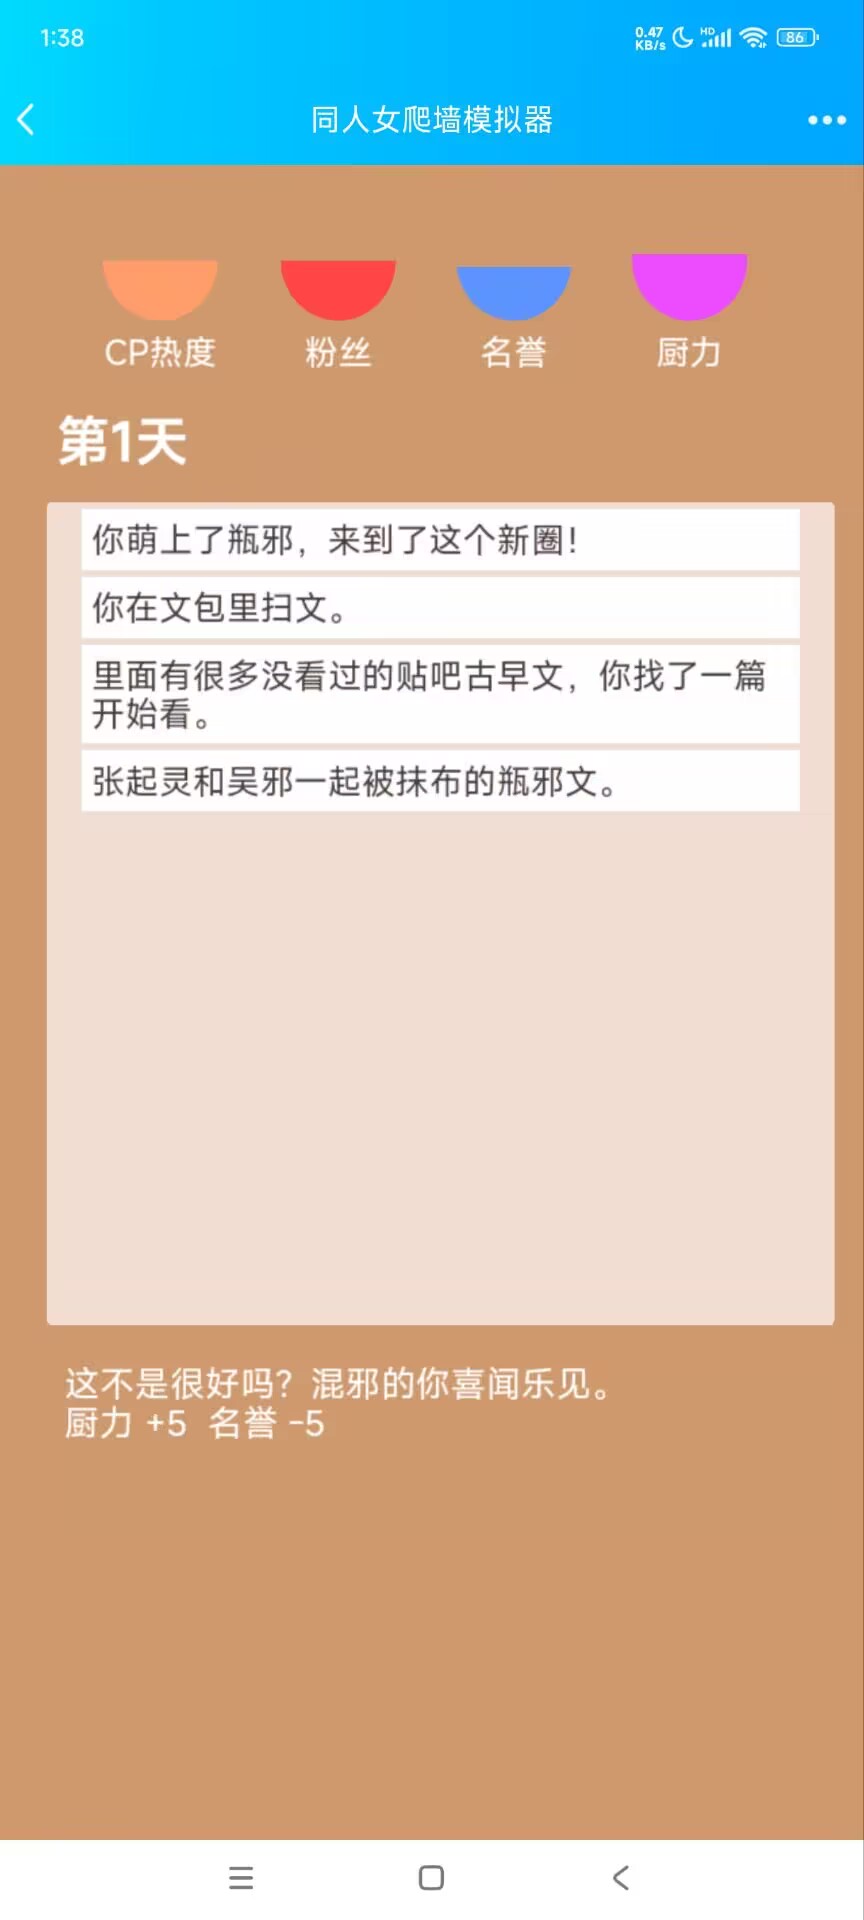 1:38
0.47
KB/s
HD
86
同人女爬墙模拟器
CP热度 粉丝 名誉 厨力
第1天
你萌上了瓶邪，来到了这个新圈！
你在文包里扫文。
里面有很多没看过的贴吧古早文，你找了一篇
开始看。
张起灵和吴邪一起被抹布的瓶邪文。
这不是很好吗？混邪的你喜闻乐见。
厨力 +5 名誉 -5